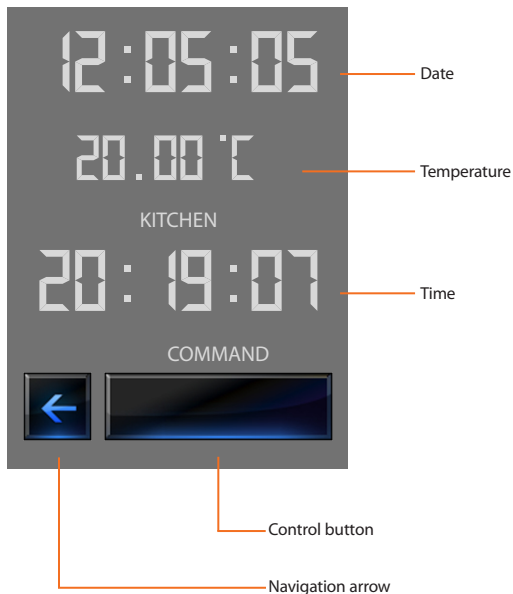 12:05:05
Date
20.00 °C
Temperature
KITCHEN
20:19:07
Time
COMMAND
Control button
Navigation arrow